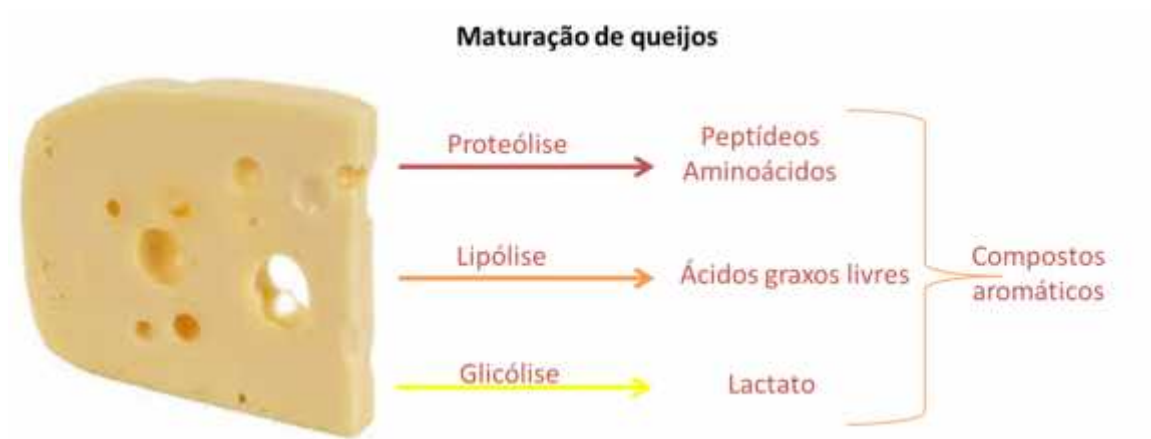 Maturação de queijos
Proteólise
Peptídeos
Aminoácidos
Lipólise
Ácidos graxos livres
Compostos
aromáticos
Glicólise
Lactato